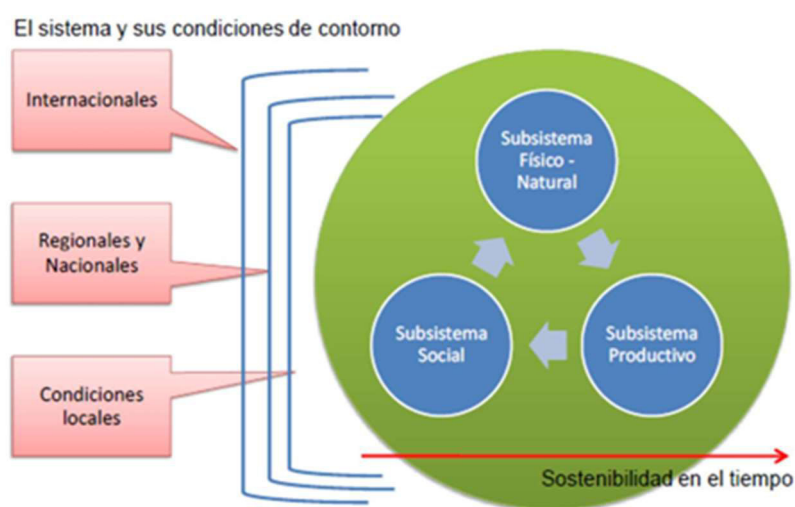 El sistema y sus condiciones de contorno
Internacionales
Regionales y
Nacionales
Condiciones
locales
Subsistema
Físico -
Natural
Subsistema
Social
Subsistema
Productivo
Sostenibilidad en el tiempo